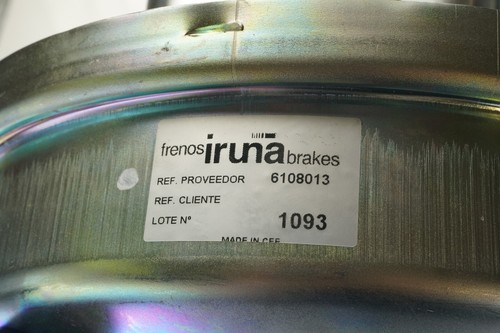 frenos iruña brakes
REF. PROVEEDOR 6108013
REF. CLIENTE
LOTE Nº 1093
MADE IN CEE